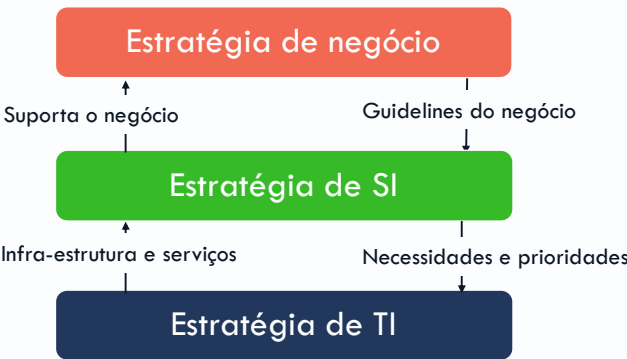 Estratégia de negócio
Suporta o negócio
Guidelines do negócio
Estratégia de SI
Infra-estrutura e serviços
Necessidades e prioridades
Estratégia de TI